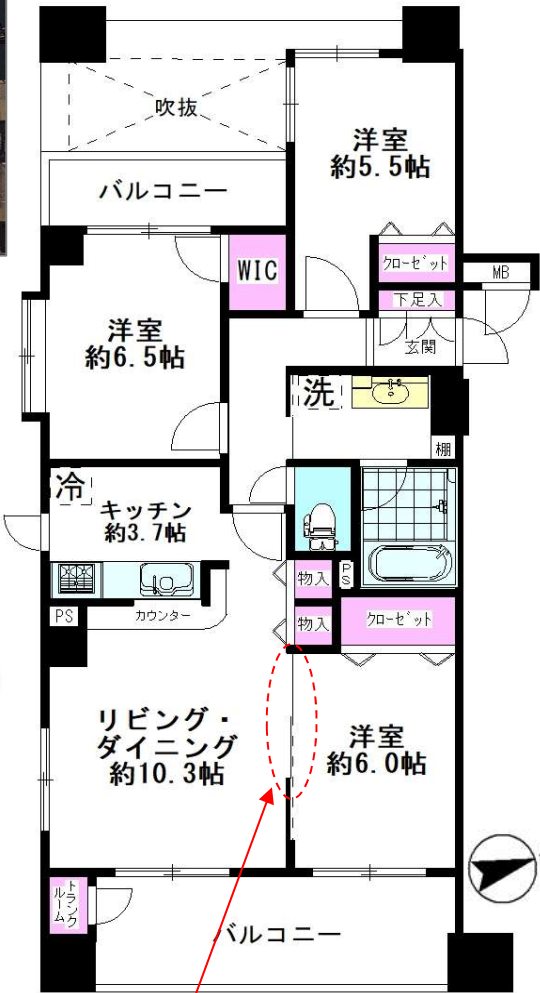 吹抜
洋室
約5.5帖
バルコニー
WIC
クローゼット
MB
下足入
玄関
洋室
約6.5帖
洗
棚
冷
キッチン
約3.7帖
物入
PS
PS
カウンター
物入
クローゼット
リビング・
ダイニング
約10.3帖
洋室
約6.0帖
トランク
ルーム
バルコニー